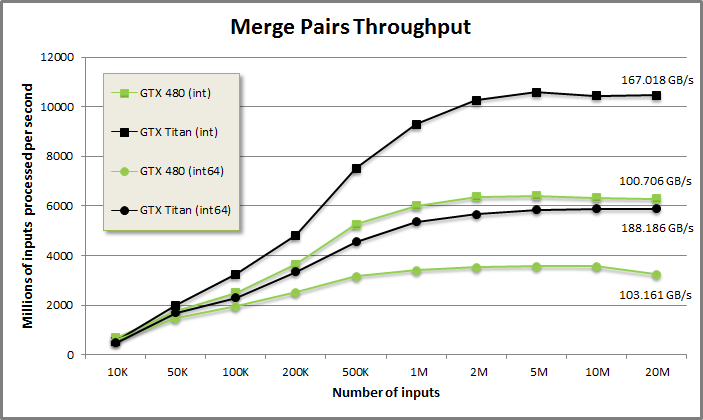 Merge Pairs Throughput
Millions of inputs processed per second
12000
10000
8000
6000
4000
2000
0
GTX 480 (int)
GTX Titan (int)
GTX 480 (int64)
GTX Titan (int64)
167.018 GB/s
100.706 GB/s
188.186 GB/s
103.161 GB/s
10K 50K 100K 200K 500K 1M 2M 5M 10M 20M
Number of inputs